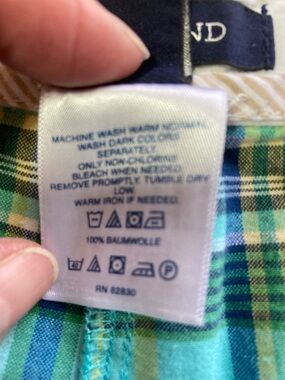 ND
MACHINE WASH WARM NORMAL
WASH DARK COLORS
SEPARATELY.
ONLY NON-CHLORINE
BLEACH WHEN NEEDED.
REMOVE PROMPTLY. TUMBLE DRY
LOW.
WARM IRON IF NEEDED.
100% BAUMWOLLE
P
RN 82830